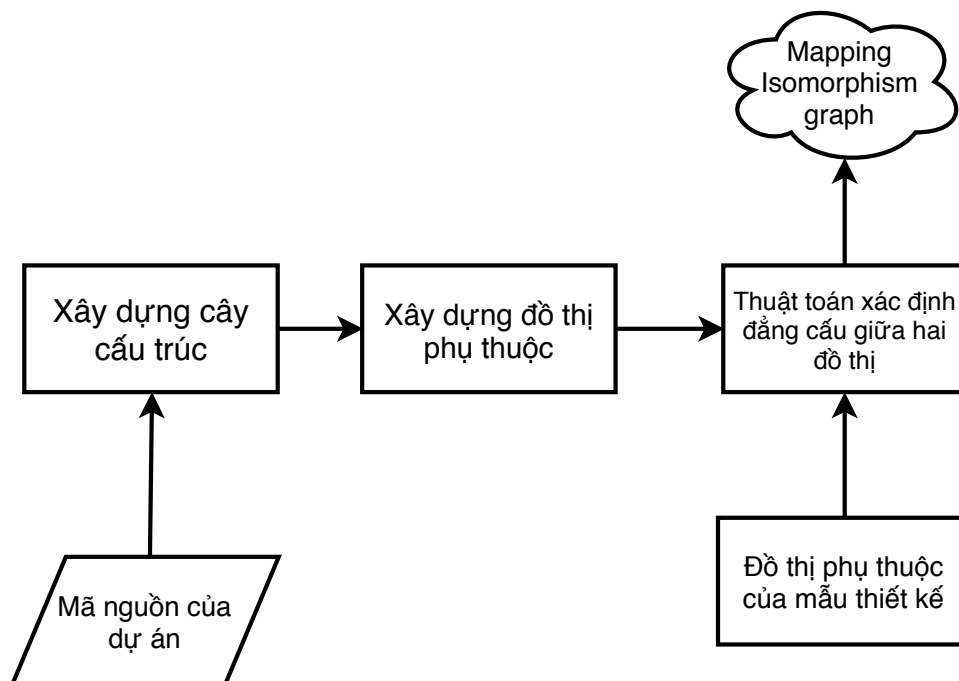 Mapping
Isomorphism
graph
Xây dựng cây
cấu trúc
Xây dựng đồ thị
phụ thuộc
Thuật toán xác định
đẳng cấu giữa hai
đồ thị
Mã nguồn của
dự án
Đồ thị phụ thuộc
của mẫu thiết kế